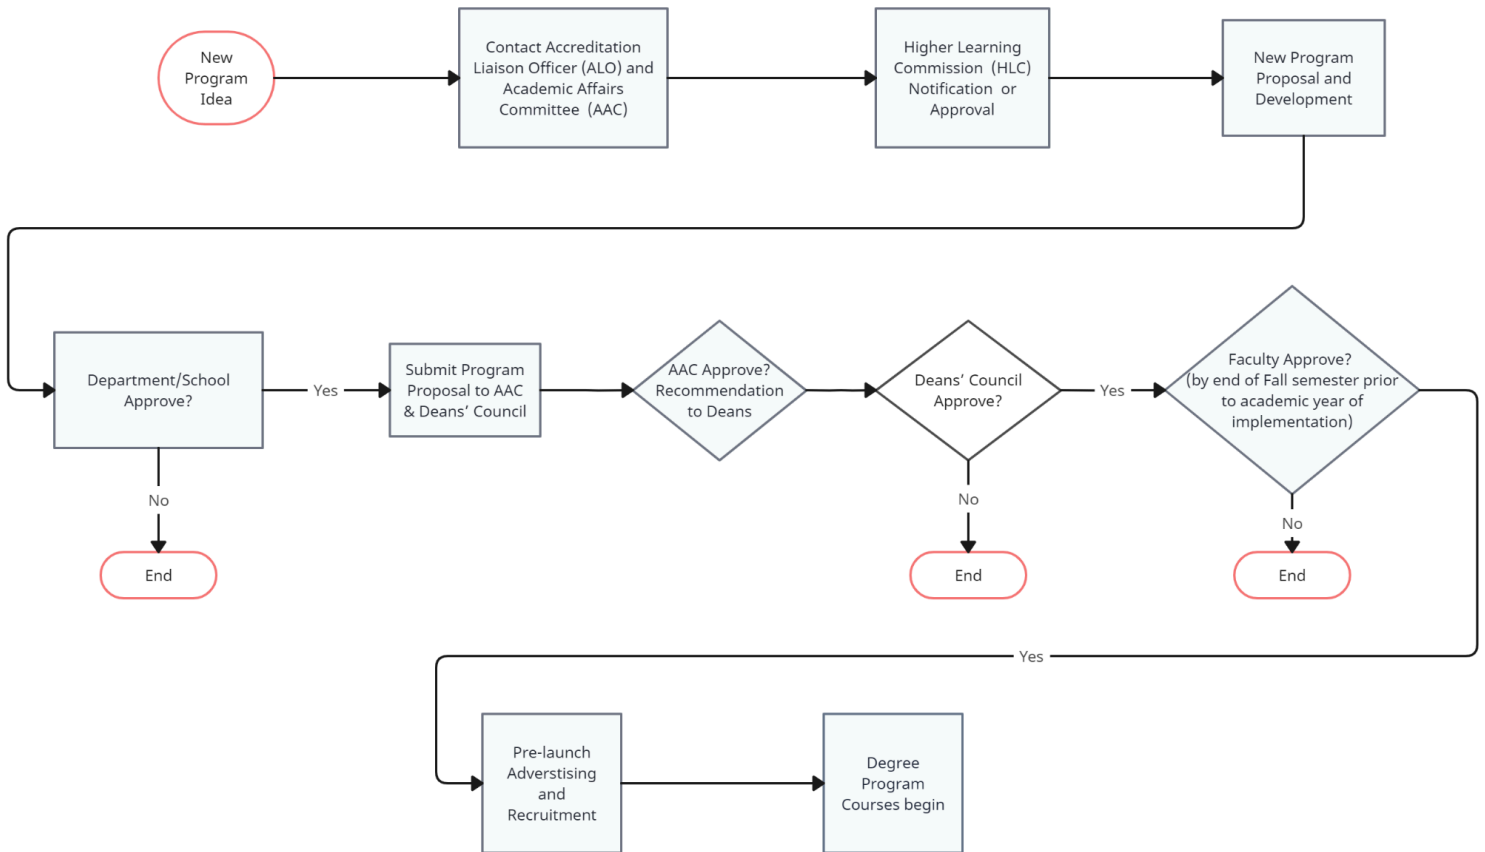 New
Program
Idea
Contact Accreditation
Liaison Officer (ALO) and
Academic Affairs
Committee (AAC)
Higher Learning
Commission (HLC)
Notification or
Approval
New Program
Proposal and
Development
Department/School
Approve?
Yes
No
End
Submit Program
Proposal to AAC
& Deans’ Council
AAC Approve?
Recommendation
to Deans
Deans’ Council
Approve?
Yes
No
End
Faculty Approve?
(by end of Fall semester prior
to academic year of
implementation)
No
End
Yes
Pre-launch
Adverstising
and
Recruitment
Degree
Program
Courses begin